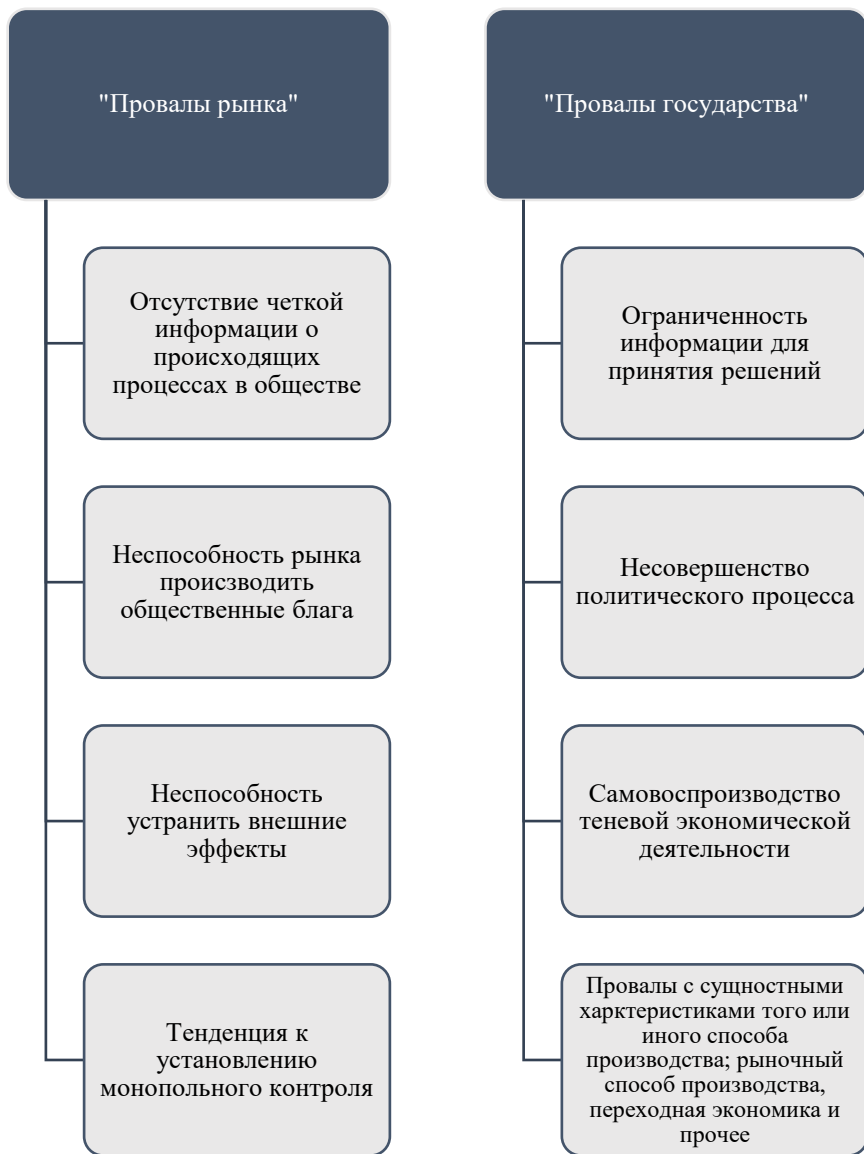 "Провалы рынка"
Отсутствие четкой
информации о
происходящих
процессах в обществе
Неспособность рынка
происзводить
общественные блага
Неспособность
устранить внешние
эффекты
Тенденция к
установлению
монопольного контроля
"Провалы государства"
Ограниченность
информации для
принятия решений
Несовершенство
политического процесса
Самовоспроизводство
теневой экономической
деятельности
Провалы с сущностными
харктеристиками того или
иного способа
производства; рыночный
способ производства,
переходная экономика и
прочее